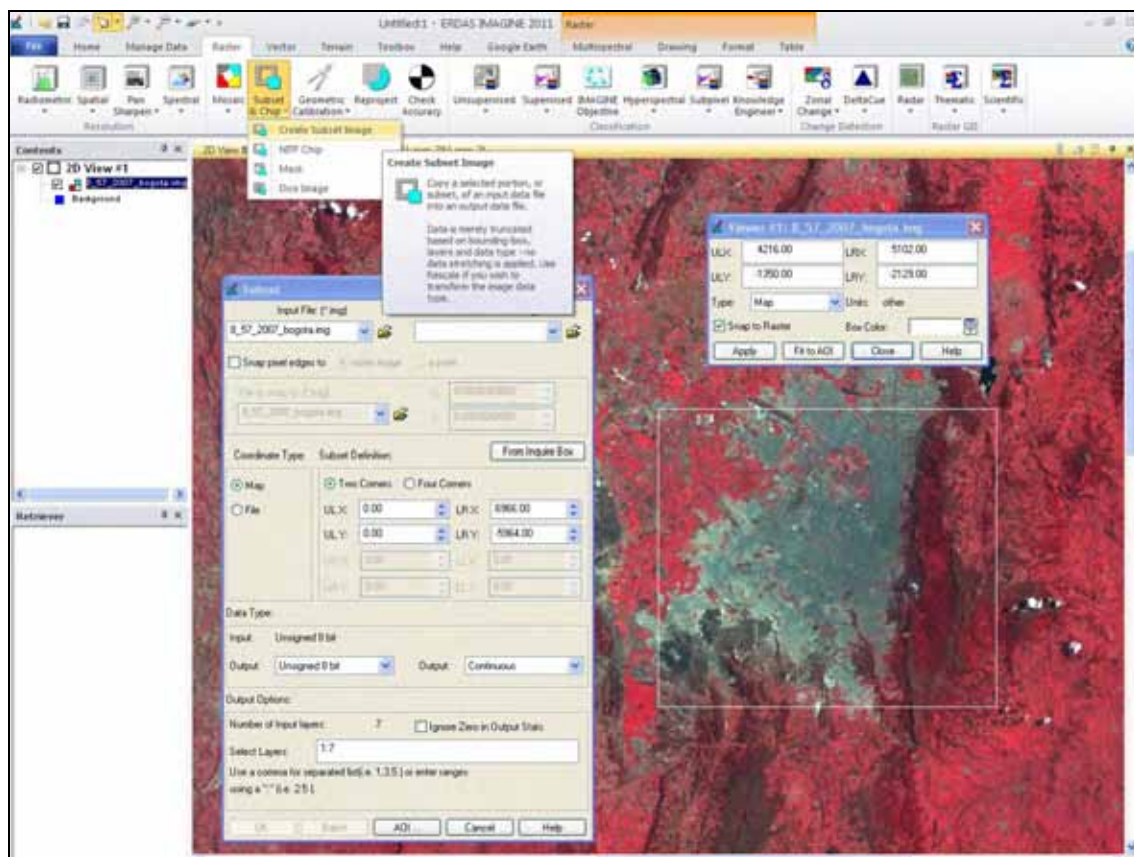 Untitled:1 - ERDAS IMAGINE 2011 Raster
File Home Manage Data Raster Vector Terrain Toolbox Help Google Earth Multispectral Drawing Format Table
Radiometric Spatial Pan Sharpen Spectral Mosaic Subset & Chip Geometric Calibration Reproject Check Accuracy Unsupervised Supervised IMAGINE Objective Hyperspectral Subpixel Knowledge Engineer Zonal Change DeltaCue Radar Thematic Scientific
Resolution Classification Change Detection Raster GIS
Create Subset Image
NITF Chip
Mask
Dice Image
Create Subset Image
Copy a selected portion, or
subset, of an input data file
into an output data file.
Data is merely truncated
based on bounding box,
layers and data type --no
data stretching is applied. Use
Rescale if you wish to
transform the image data
type.
Contents
2D View #1
8_57_2007_bogota.img
Background
Retriever
Viewer #1: 8_57_2007_bogota.img
ULX: 4216.00 LRX: 5102.00
ULY: -1350.00 LRY: -2129.00
Type: Map Units: other
Snap to Raster Box Color:
Apply Fit to AOI Close Help
Subset
Input File: (*.img)
8_57_2007_bogota.img
Snap pixel edges to
8_57_2007_bogota.img
From Inquire Box
Coordinate Type: Subset Definition:
Map Two Corners Four Corners
File UL X: 0.00 LR X: 6966.00
UL Y: 0.00 LR Y: -5964.00
Data Type:
Input: Unsigned 8 bit
Output: Unsigned 8 bit Output: Continuous
Output Options:
Number of Input layers: 7 Ignore Zero in Output Stats.
Select Layers: 1:7
Use a comma for separated list(i.e. 1,3,5) or enter ranges
using a ":" (i.e. 2:5).
OK Batch AOI ... Cancel Help